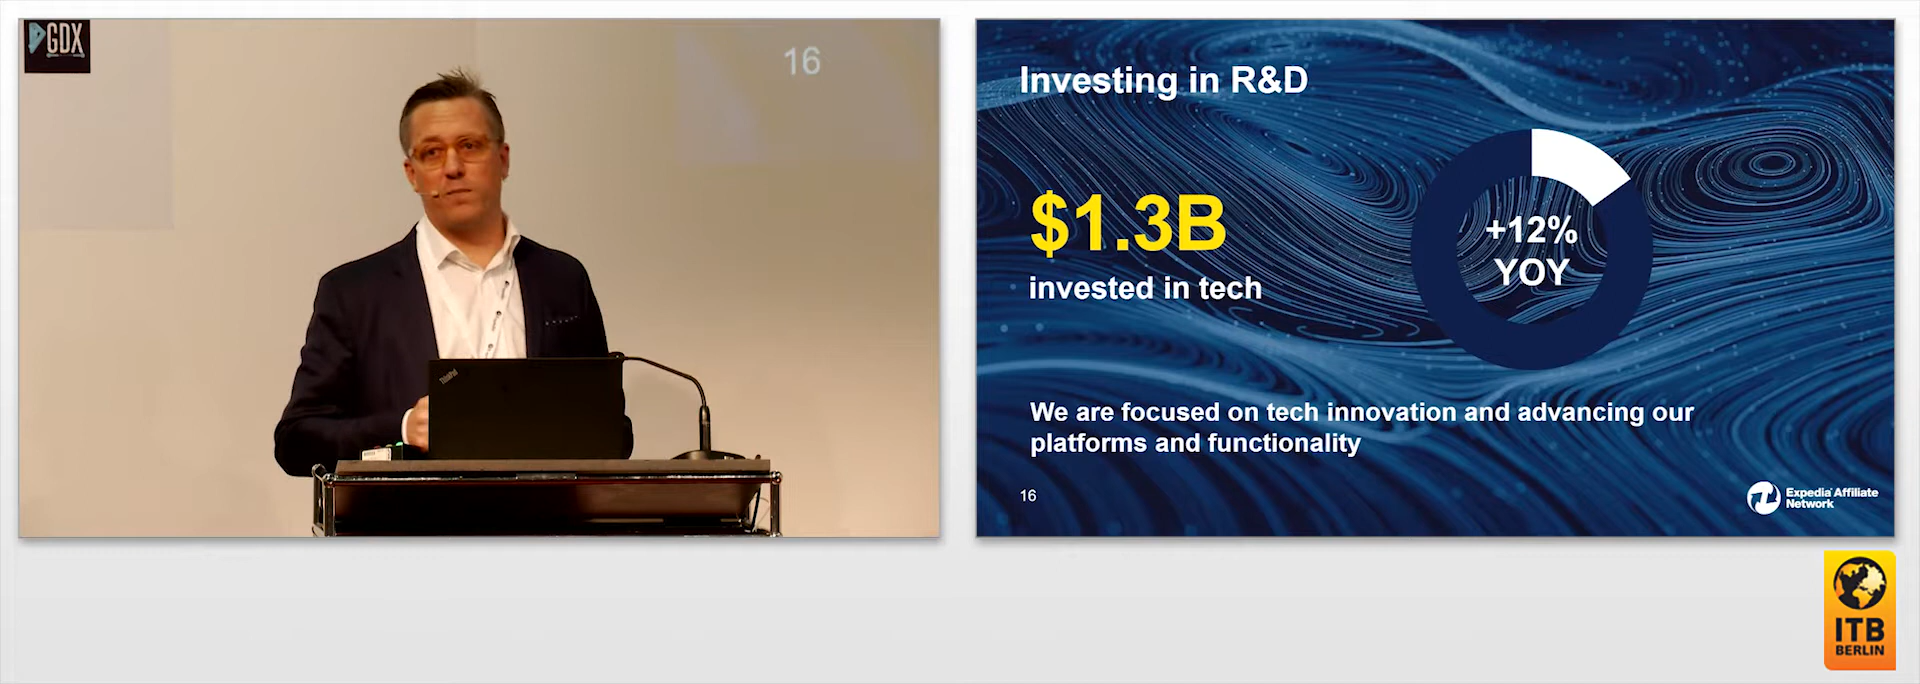 GDX
16
ThinkPad
Investing in R&D
$1.3B
invested in tech
+12%
YOY
We are focused on tech innovation and advancing our
platforms and functionality
16
Expedia Affiliate
Network
ITB
BERLIN